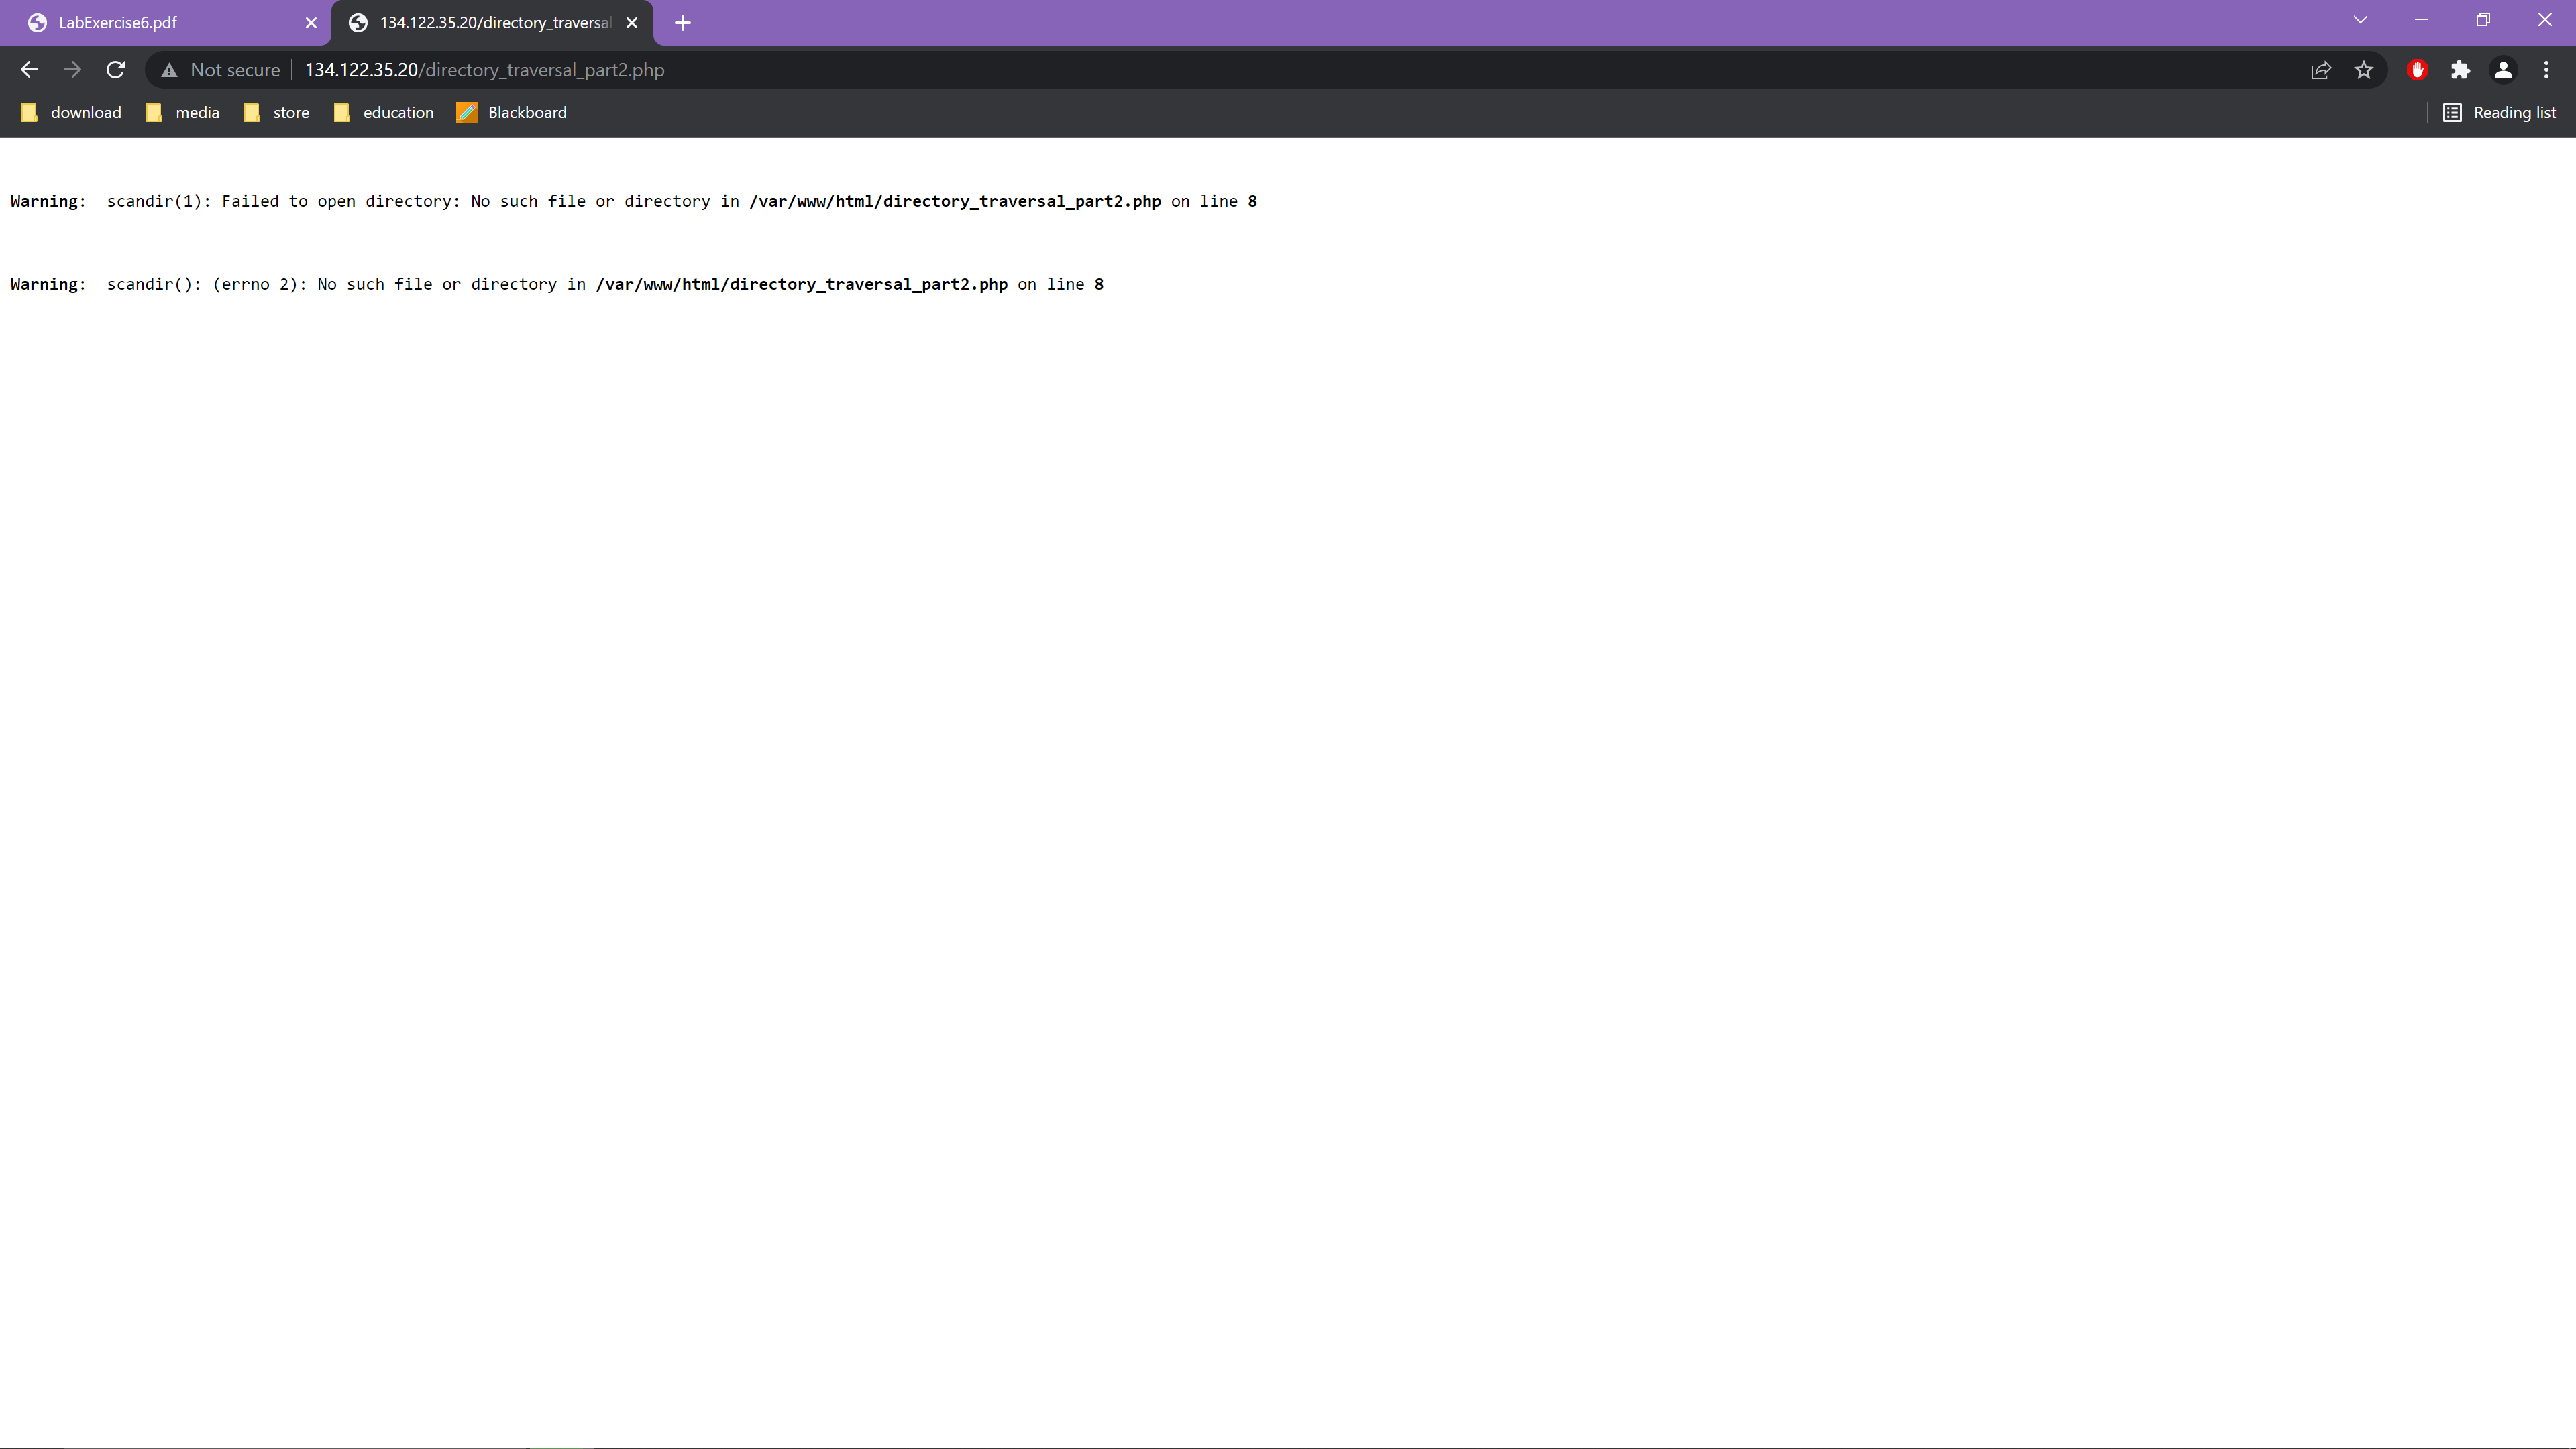 LabExercise6.pdf
134.122.35.20/directory_traversal
Not secure 134.122.35.20/directory_traversal_part2.php
download media store education Blackboard Reading list
Warning:  scandir(1): Failed to open directory: No such file or directory in /var/www/html/directory_traversal_part2.php on line 8
Warning:  scandir(): (errno 2): No such file or directory in /var/www/html/directory_traversal_part2.php on line 8